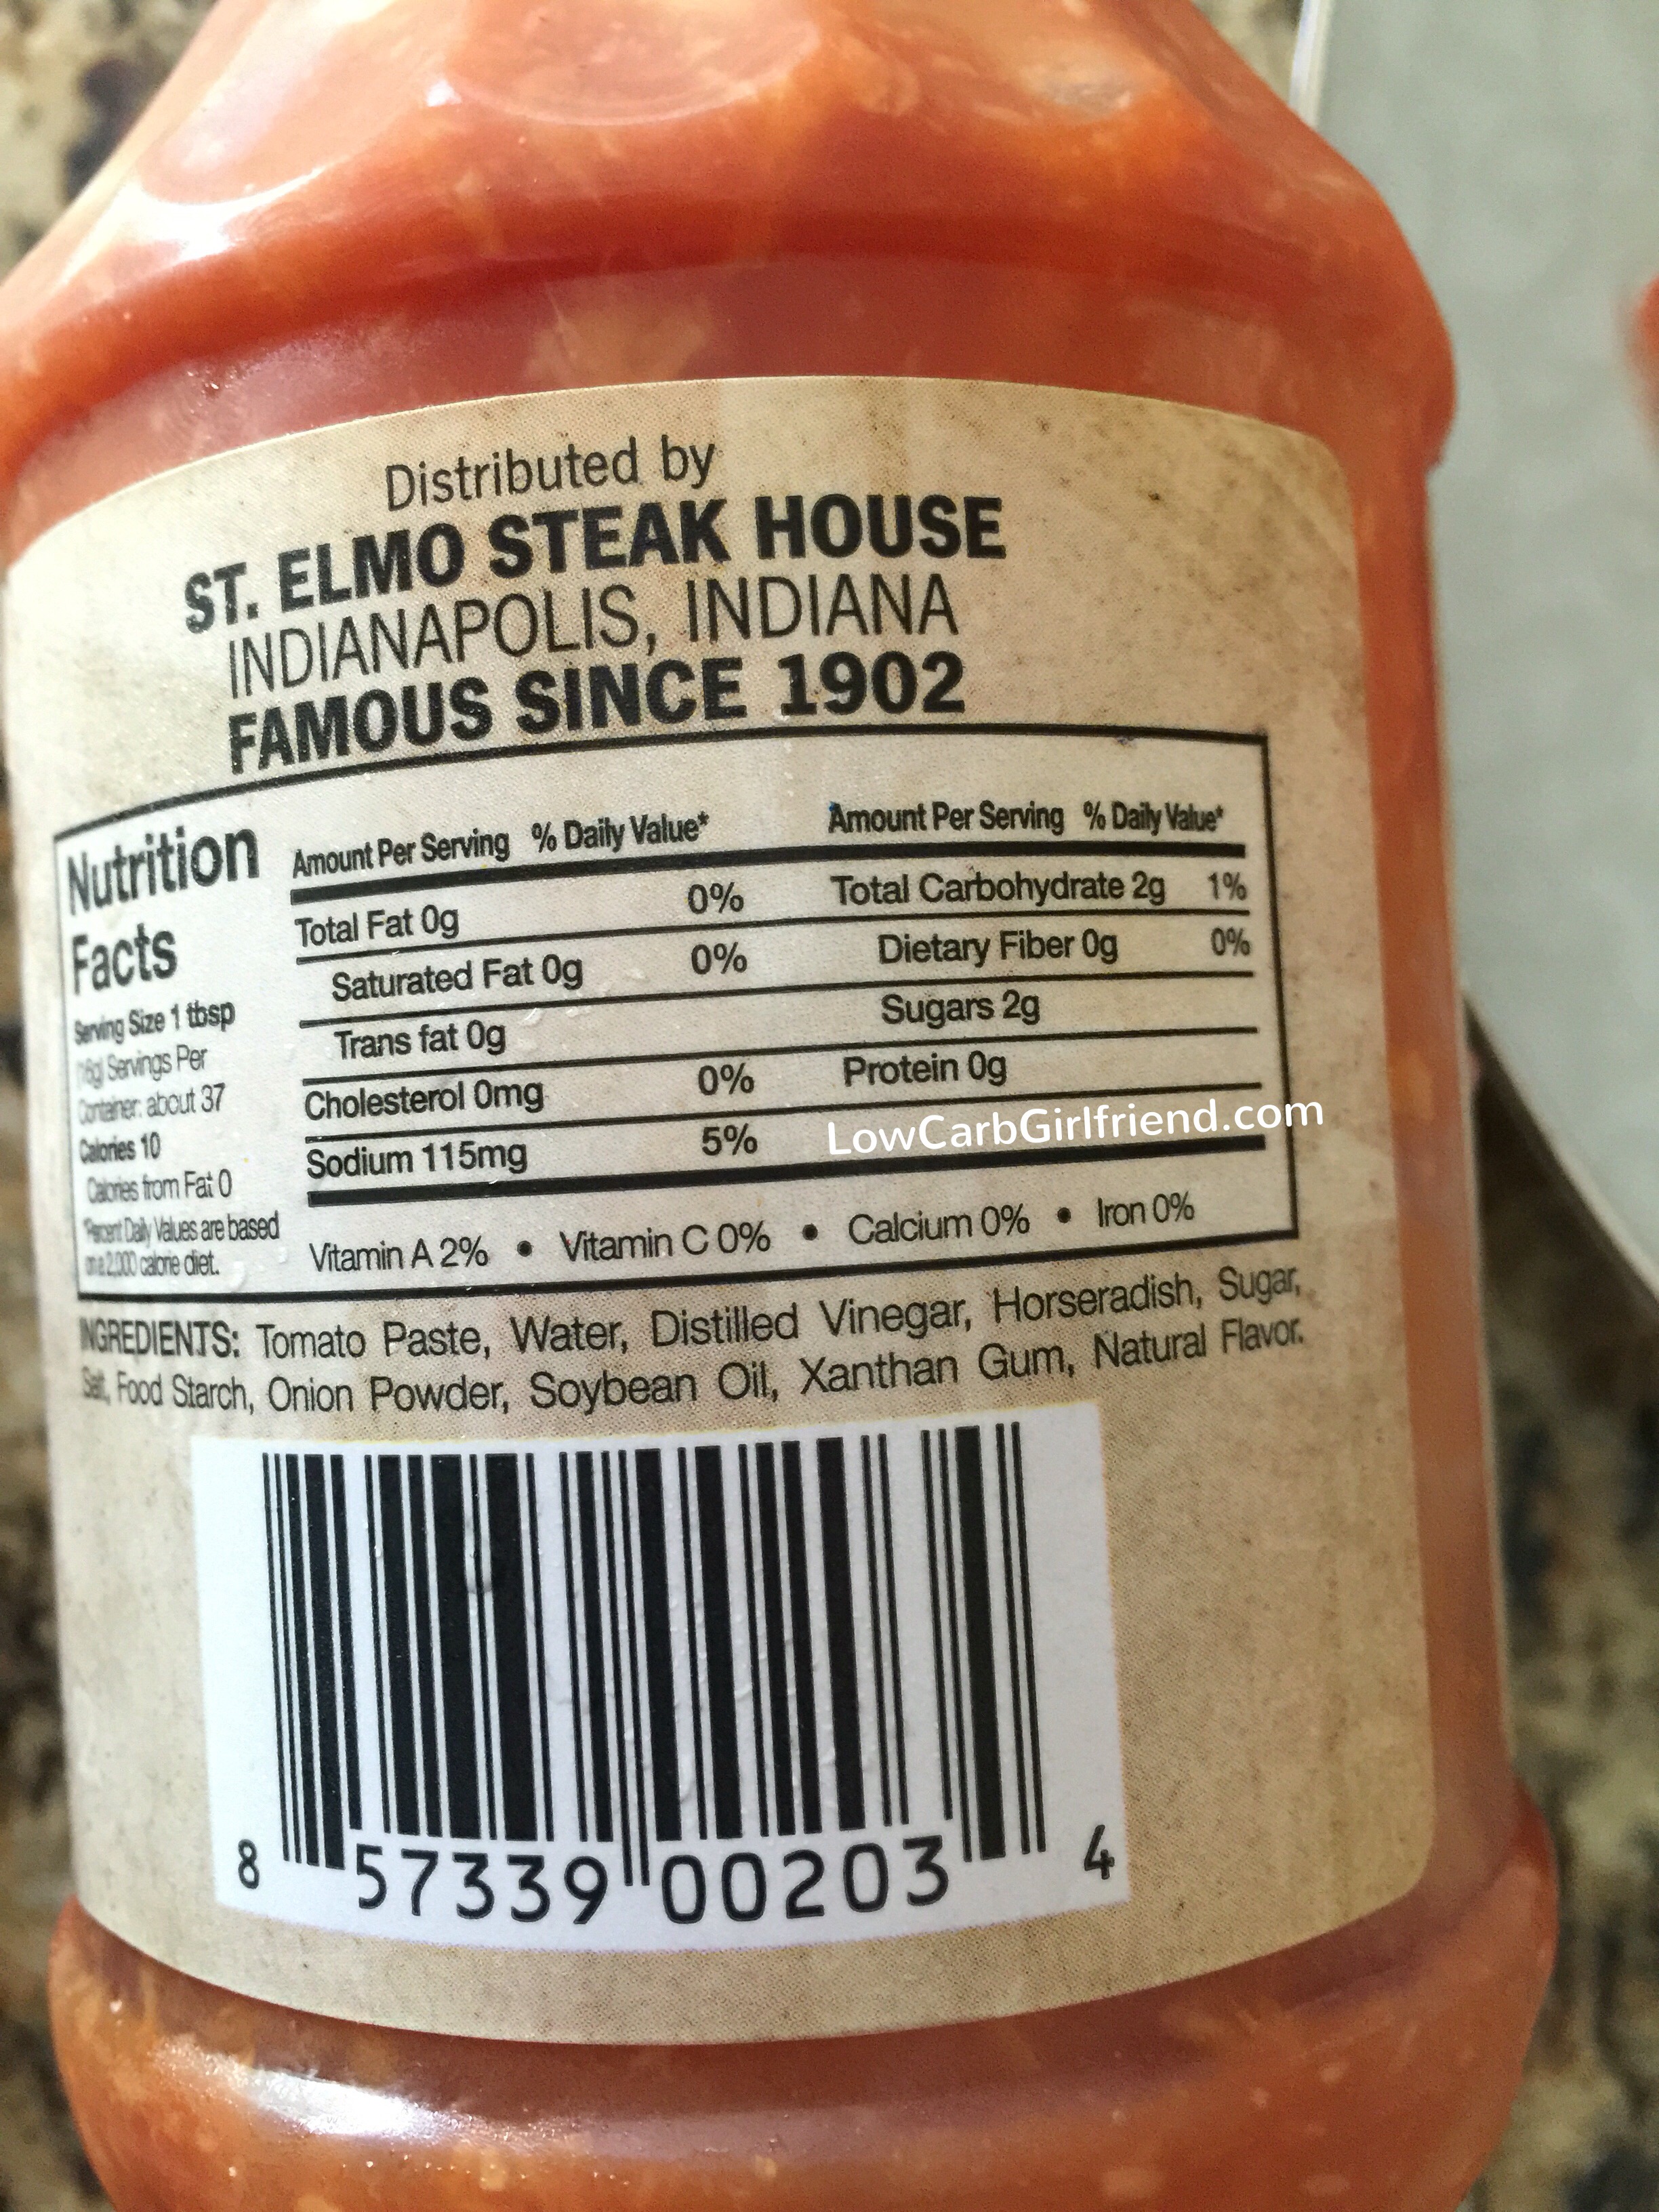 Distributed by
ST. ELMO STEAK HOUSE
INDIANAPOLIS, INDIANA
FAMOUS SINCE 1902
Nutrition
Facts
Serving Size 1 tbsp
(16g) Servings Per
Container: about 37
Calories 10
Calories from Fat 0
*Percent Daily Values are based
on a 2,000 calorie diet.
Amount Per Serving % Daily Value*
Total Fat 0g 0%
Saturated Fat 0g 0%
Trans fat 0g
Cholesterol 0mg 0%
Sodium 115mg 5%
Amount Per Serving % Daily Value*
Total Carbohydrate 2g 1%
Dietary Fiber 0g 0%
Sugars 2g
Protein 0g
LowCarbGirlfriend.com
Vitamin A 2% • Vitamin C 0% • Calcium 0% • Iron 0%
INGREDIENTS: Tomato Paste, Water, Distilled Vinegar, Horseradish, Sugar,
Salt, Food Starch, Onion Powder, Soybean Oil, Xanthan Gum, Natural Flavor.
8 57339 00203 4